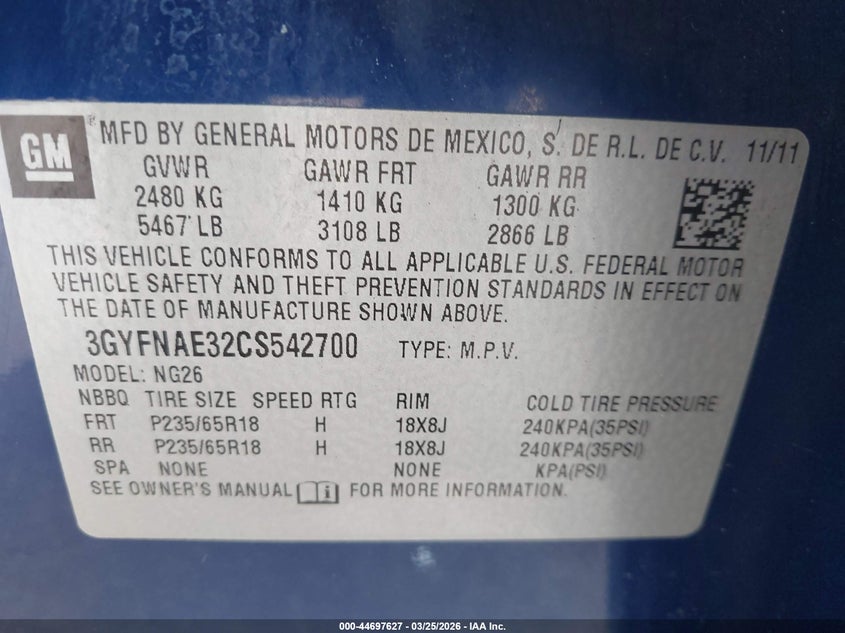 GM
MFD BY GENERAL MOTORS DE MEXICO, S. DE R.L. DE C.V. 11/11
GVWR GAWR FRT GAWR RR
2480 KG 1410 KG 1300 KG
5467 LB 3108 LB 2866 LB
THIS VEHICLE CONFORMS TO ALL APPLICABLE U.S. FEDERAL MOTOR
VEHICLE SAFETY AND THEFT PREVENTION STANDARDS IN EFFECT ON
THE DATE OF MANUFACTURE SHOWN ABOVE.
3GYFNAE32CS542700 TYPE: M.P.V.
MODEL: NG26
NBBQ TIRE SIZE SPEED RTG RIM COLD TIRE PRESSURE
FRT P235/65R18 H 18X8J 240KPA(35PSI)
RR P235/65R18 H 18X8J 240KPA(35PSI)
SPA NONE NONE KPA(PSI)
SEE OWNER'S MANUAL i FOR MORE INFORMATION.
000-44697627 / 03/25/2026 - IAA Inc.